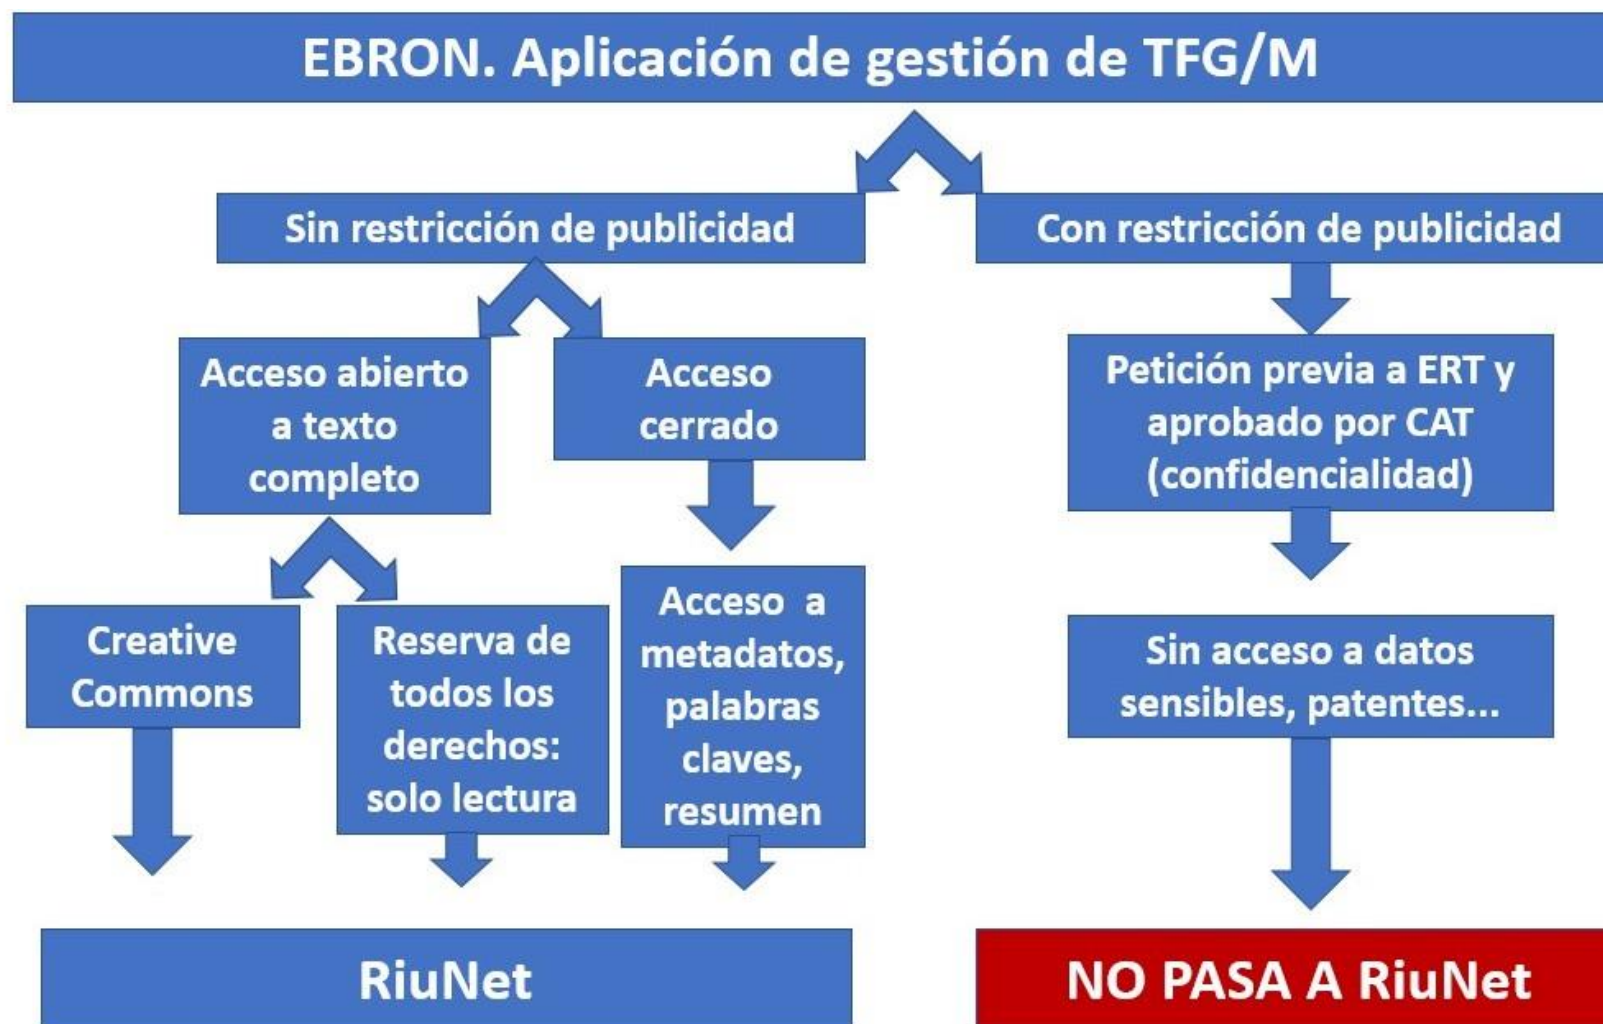 EBRON. Aplicación de gestión de TFG/M
Sin restricción de publicidad
Con restricción de publicidad
Acceso abierto
a texto
completo
Acceso
cerrado
Petición previa a ERT y
aprobado por CAT
(confidencialidad)
Creative
Commons
Reserva de
todos los
derechos:
solo lectura
Acceso a
metadatos,
palabras
claves,
resumen
Sin acceso a datos
sensibles, patentes...
RiuNet
NO PASA A RiuNet